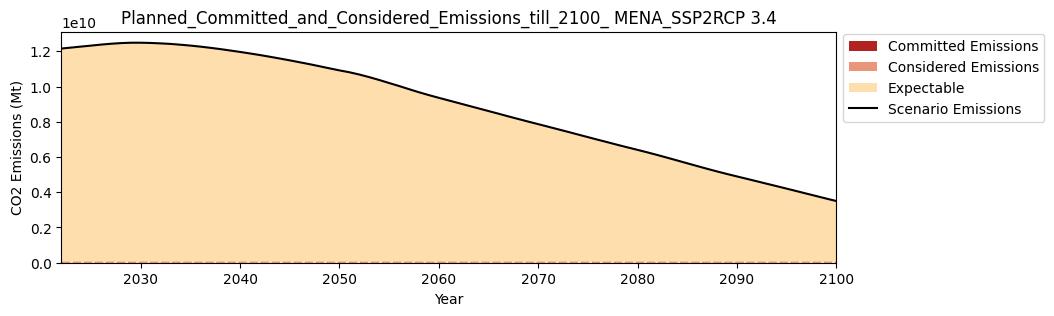 Planned_Committed_and_Considered_Emissions_till_2100_ MENA_SSP2RCP 3.4
1e10
1.2
1.0
0.8
0.6
0.4
0.2
0.0
CO2 Emissions (Mt)
2030 2040 2050 2060 2070 2080 2090 2100
Year
Committed Emissions
Considered Emissions
Expectable
Scenario Emissions